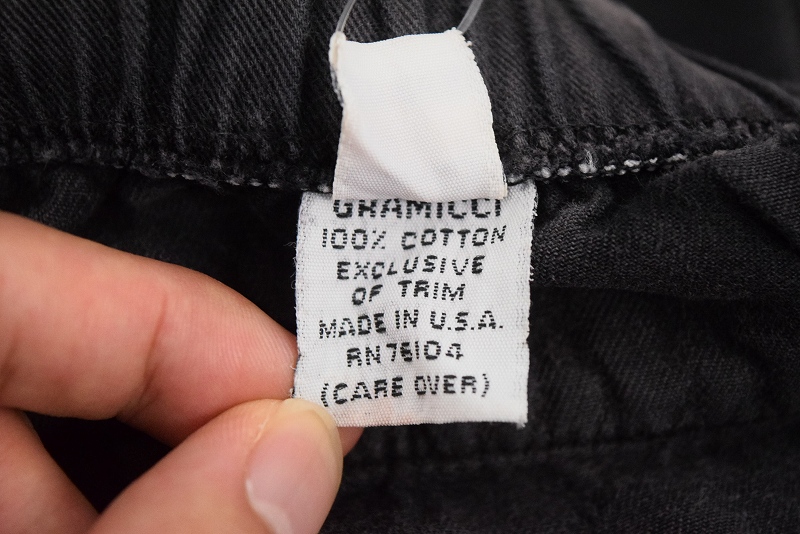 GRAMICCI
100% COTTON
EXCLUSIVE
OF TRIM
MADE IN U.S.A.
RN76104
(CARE OVER)